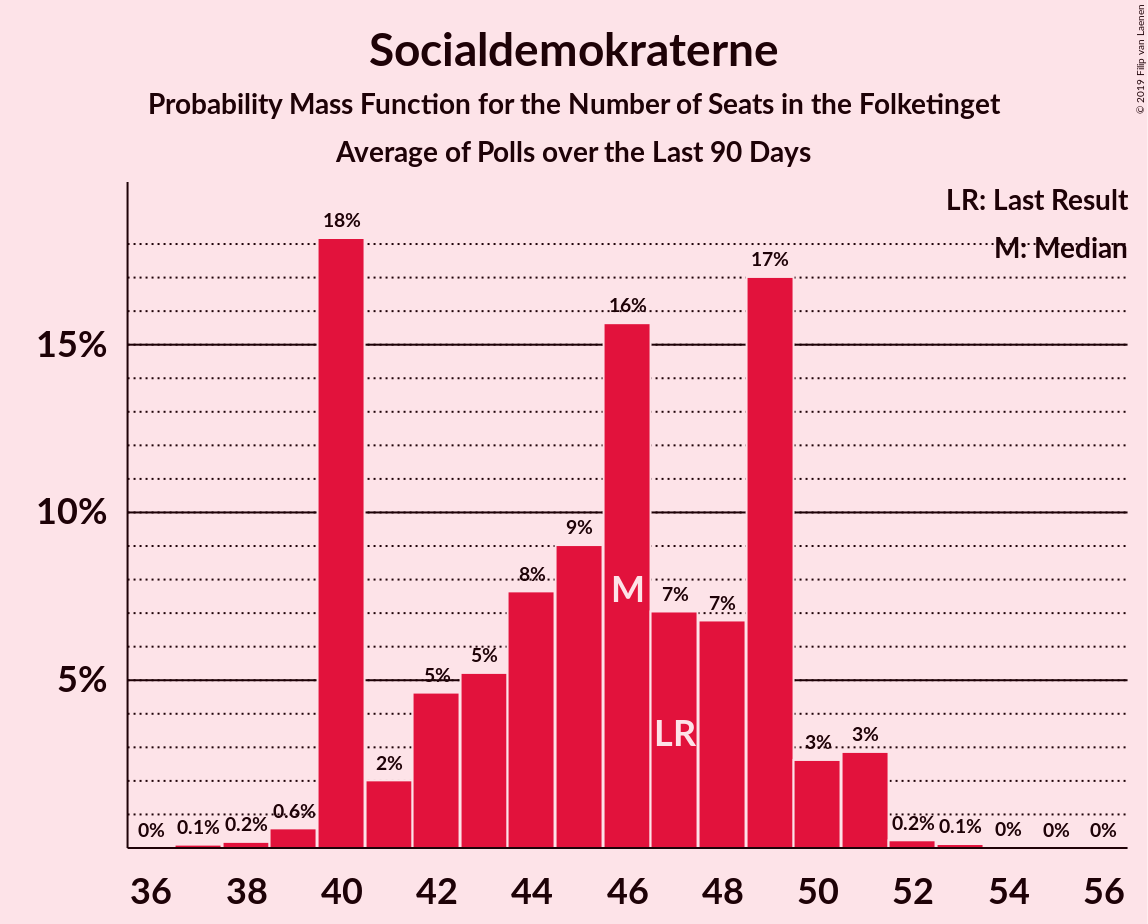 Socialdemokraterne
Probability Mass Function for the Number of Seats in the Folketinget
Average of Polls over the Last 90 Days
© 2019 Filip van Laenen
LR: Last Result
M: Median
18%
17%
16%
15%
10%
9%
8%
7%
7%
5%
5%
5%
3%
3%
2%
0%
0.1%
0.2%
0.6%
0.2%
0.1%
0%
0%
0%
M
LR
36 38 40 42 44 46 48 50 52 54 56